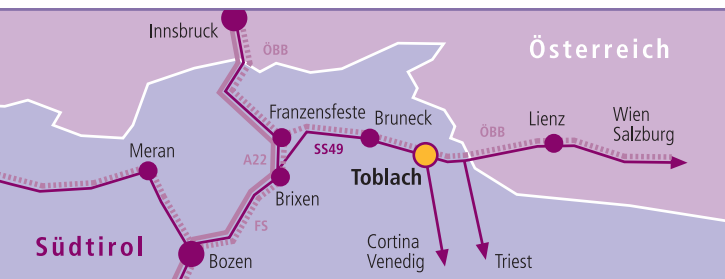 Innsbruck
ÖBB
Österreich
Franzensfeste
Bruneck
Lienz
Wien
Salzburg
ÖBB
Meran
A22
SS49
Toblach
Brixen
FS
Südtirol
Bozen
Cortina
Venedig
Triest